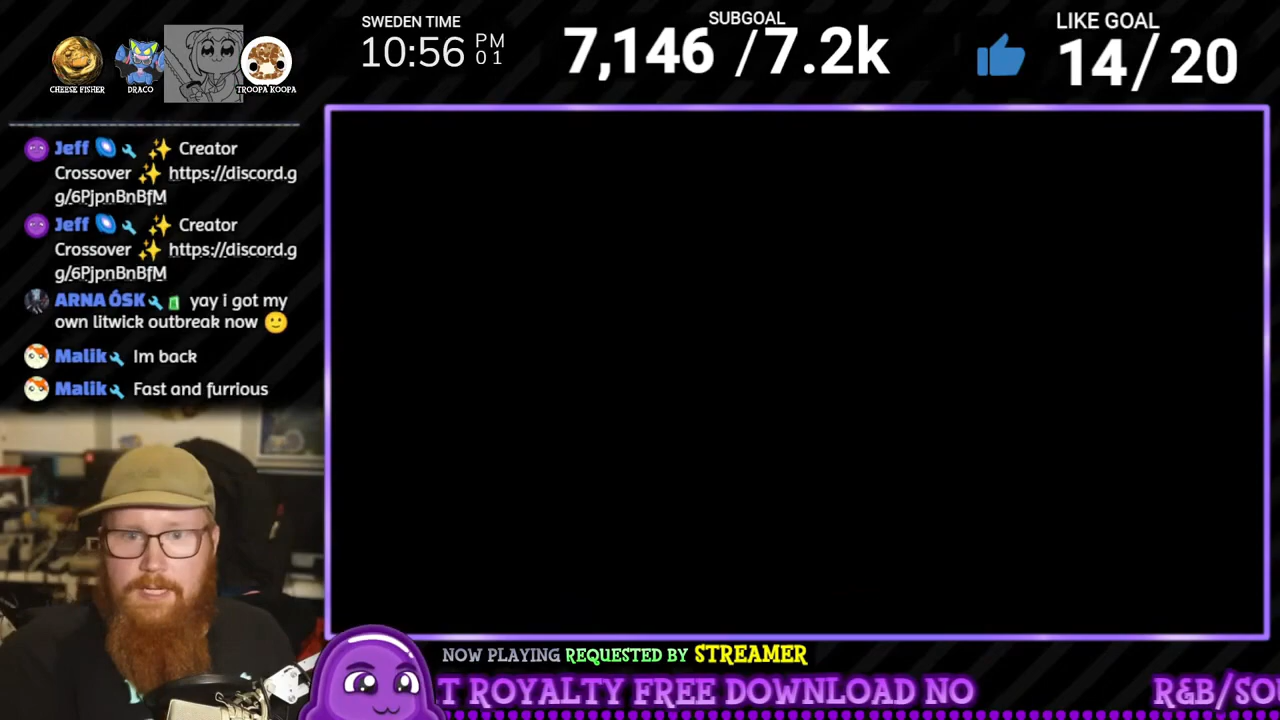 SWEDEN TIME
10:56 PM 01
SUBGOAL
7,146 /7.2k
LIKE GOAL
14/ 20
CHEESE FISHER
DRACO
TROOPA KOOPA
Jeff Creator
Crossover https://discord.g
g/6PjpnBnBfM
Jeff Creator
Crossover https://discord.g
g/6PjpnBnBfM
ARNA ÓSK yay i got my
own litwick outbreak now
Malik Im back
Malik Fast and furrious
NOW PLAYING REQUESTED BY STREAMER
T ROYALTY FREE DOWNLOAD NO R&B/SO